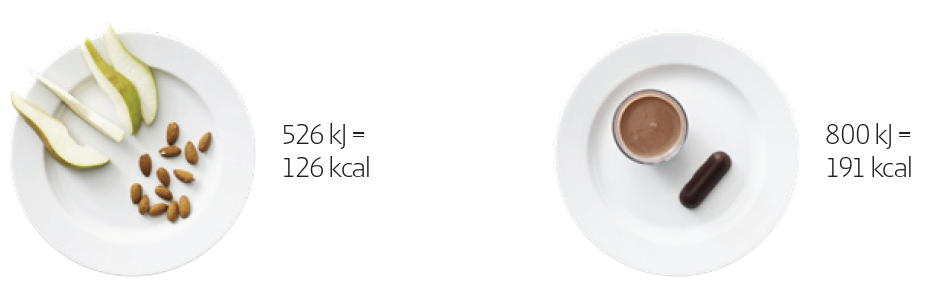 526 kJ =
126 kcal
800 kJ =
191 kcal